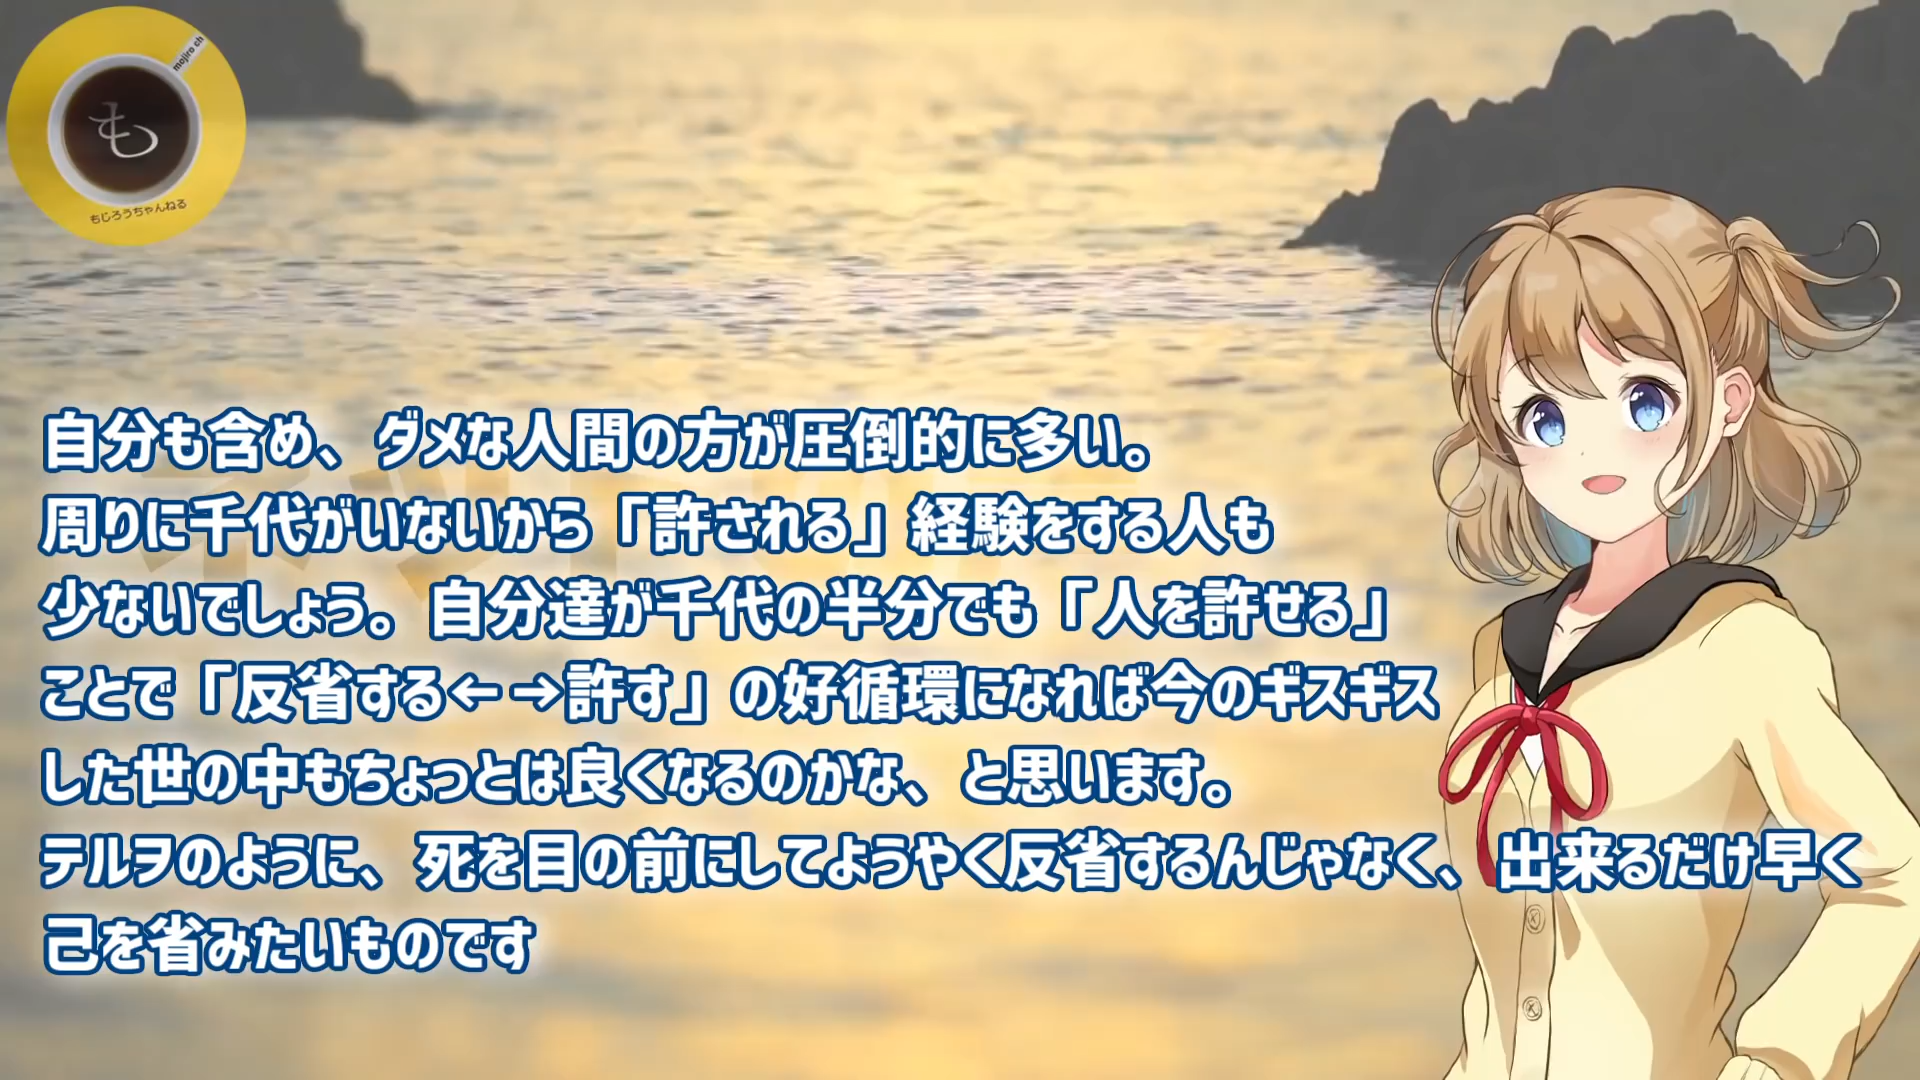 mojiro ch
も
もじろうちゃんねる
自分も含め、ダメな人間の方が圧倒的に多い。
周りに千代がいないから「許される」経験をする人も
少ないでしょう。自分達が千代の半分でも「人を許せる」
ことで「反省する←→許す」の好循環になれば今のギスギス
した世の中もちょっとは良くなるのかな、と思います。
テルヲのように、死を目の前にしてようやく反省するんじゃなく、出来るだけ早く
己を省みたいものです